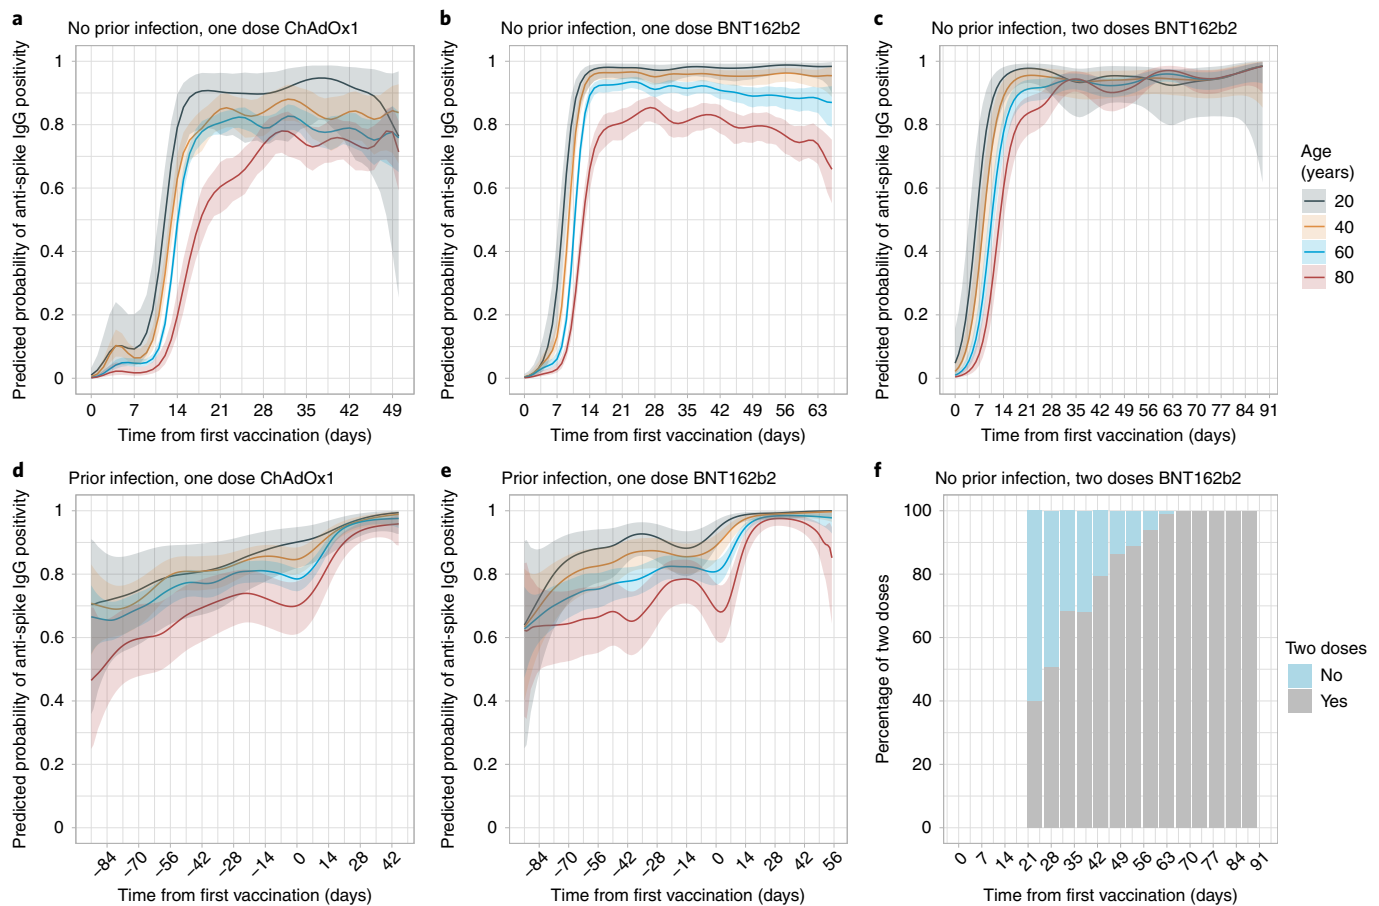 a
No prior infection, one dose ChAdOx1
Predicted probability of anti-spike IgG positivity
1
0.8
0.6
0.4
0.2
0
0 7 14 21 28 35 42 49
Time from first vaccination (days)
b
No prior infection, one dose BNT162b2
Predicted probability of anti-spike IgG positivity
1
0.8
0.6
0.4
0.2
0
0 7 14 21 28 35 42 49 56 63
Time from first vaccination (days)
c
No prior infection, two doses BNT162b2
Predicted probability of anti-spike IgG positivity
1
0.8
0.6
0.4
0.2
0
0 7 14 21 28 35 42 49 56 63 70 77 84 91
Time from first vaccination (days)
Age
(years)
20
40
60
80
d
Prior infection, one dose ChAdOx1
Predicted probability of anti-spike IgG positivity
1
0.8
0.6
0.4
0.2
0
−84 −70 −56 −42 −28 −14 0 14 28 42
Time from first vaccination (days)
e
Prior infection, one dose BNT162b2
Predicted probability of anti-spike IgG positivity
1
0.8
0.6
0.4
0.2
0
−84 −70 −56 −42 −28 −14 0 14 28 42 56
Time from first vaccination (days)
f
No prior infection, two doses BNT162b2
Percentage of two doses
100
80
60
40
20
0
0 7 14 21 28 35 42 49 56 63 70 77 84 91
Time from first vaccination (days)
Two doses
No
Yes